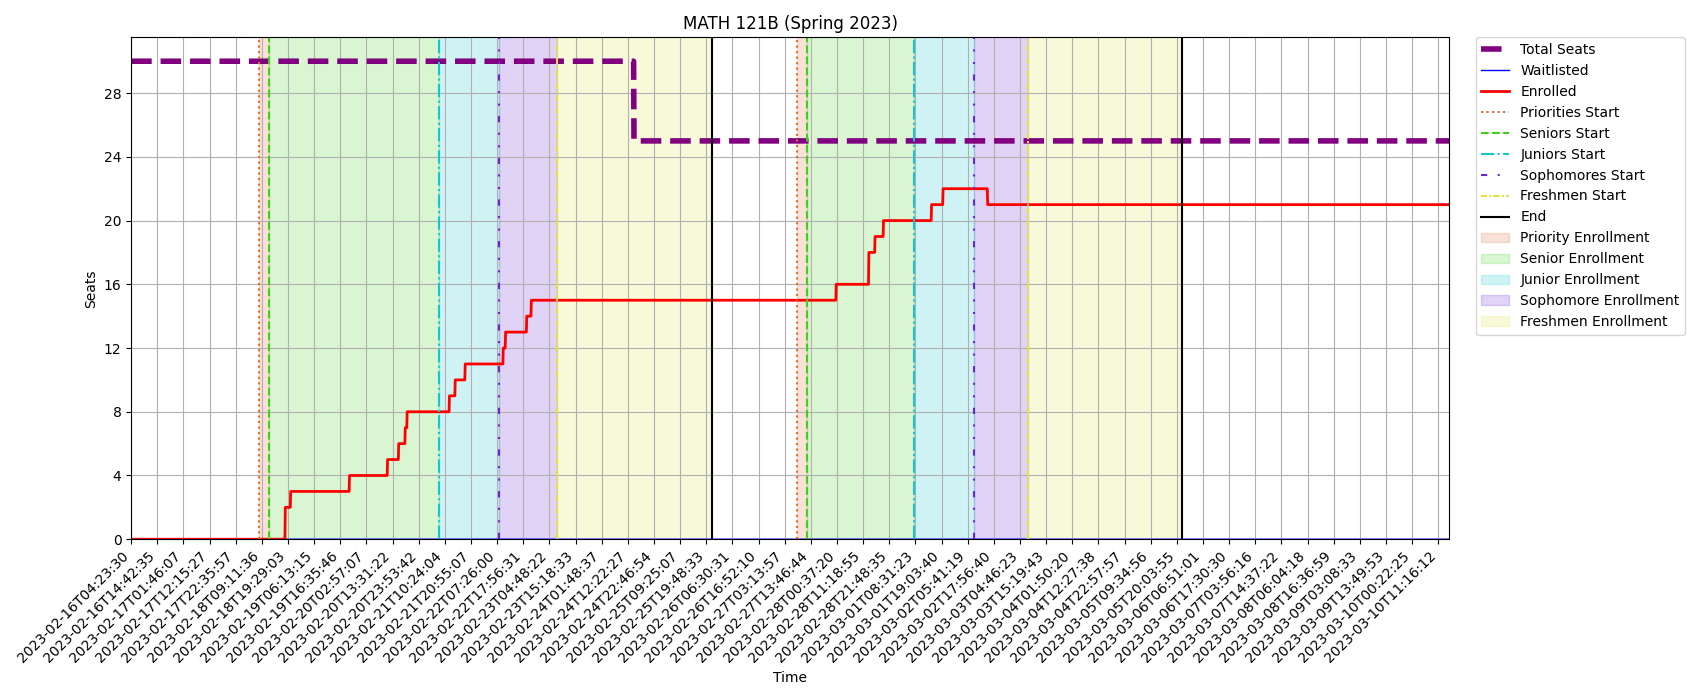 MATH 121B (Spring 2023)
Seats
28
24
20
16
12
8
4
0
2023-02-16T04:23:30
2023-02-16T14:42:35
2023-02-17T01:46:07
2023-02-17T12:15:27
2023-02-17T22:35:57
2023-02-18T09:11:36
2023-02-18T19:29:03
2023-02-19T06:13:15
2023-02-19T16:35:46
2023-02-20T02:57:07
2023-02-20T13:31:22
2023-02-20T23:53:42
2023-02-21T10:24:04
2023-02-21T20:55:07
2023-02-22T07:26:00
2023-02-22T17:56:31
2023-02-23T04:48:22
2023-02-23T15:18:33
2023-02-24T01:48:37
2023-02-24T12:22:27
2023-02-24T22:46:54
2023-02-25T09:25:07
2023-02-25T19:48:33
2023-02-26T06:30:31
2023-02-26T16:52:10
2023-02-27T03:13:57
2023-02-27T13:46:44
2023-02-28T00:37:20
2023-02-28T11:18:55
2023-02-28T21:48:35
2023-03-01T08:31:23
2023-03-01T19:03:40
2023-03-02T05:41:19
2023-03-02T17:56:40
2023-03-03T04:46:23
2023-03-03T15:19:43
2023-03-04T01:50:20
2023-03-04T12:27:38
2023-03-04T22:57:57
2023-03-05T09:34:56
2023-03-05T20:03:55
2023-03-06T06:51:01
2023-03-06T17:30:30
2023-03-07T03:56:16
2023-03-07T14:37:22
2023-03-08T06:04:18
2023-03-08T16:36:59
2023-03-09T03:08:33
2023-03-09T13:49:53
2023-03-10T00:22:25
2023-03-10T11:16:12
Time
Total Seats
Waitlisted
Enrolled
Priorities Start
Seniors Start
Juniors Start
Sophomores Start
Freshmen Start
End
Priority Enrollment
Senior Enrollment
Junior Enrollment
Sophomore Enrollment
Freshmen Enrollment